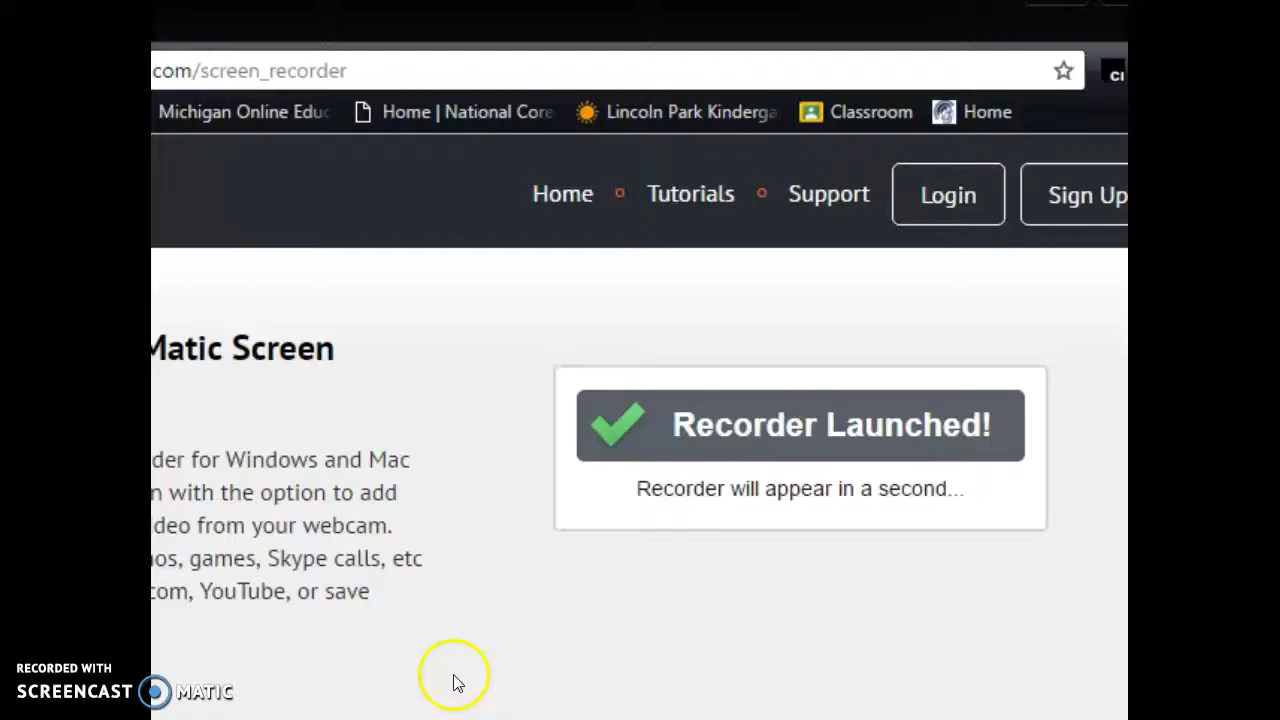 com/screen_recorder
Michigan Online Educ
Home | National Core
Lincoln Park Kinderga
Classroom
Home
Home
Tutorials
Support
Login
Sign Up
Matic Screen
Recorder Launched!
Recorder will appear in a second...
der for Windows and Mac
n with the option to add
ideo from your webcam.
nos, games, Skype calls, etc
com, YouTube, or save
RECORDED WITH
SCREENCAST MATIC